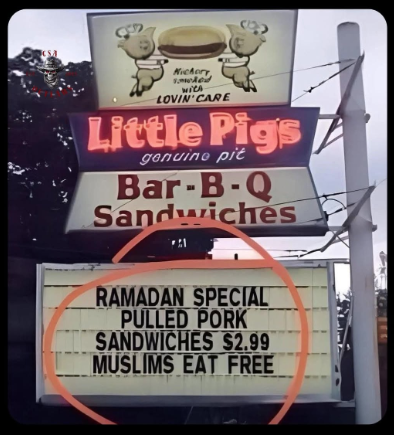 CSA
Hickory
smoked
with
LOVIN' CARE
Little Pigs
genuine pit
Bar-B-Q
Sandwiches
RAMADAN SPECIAL
PULLED PORK
SANDWICHES $2.99
MUSLIMS EAT FREE